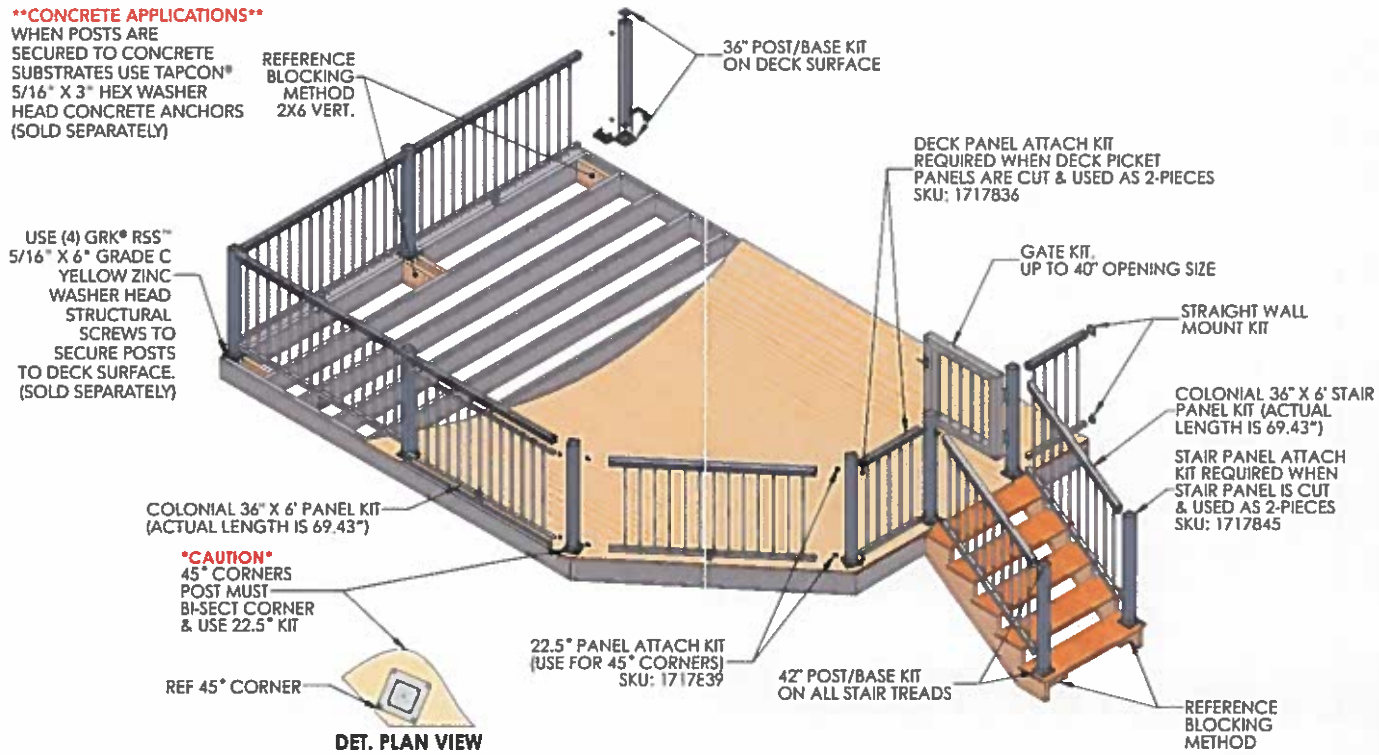 **CONCRETE APPLICATIONS**
WHEN POSTS ARE
SECURED TO CONCRETE
SUBSTRATES USE TAPCON®
5/16" X 3" HEX WASHER
HEAD CONCRETE ANCHORS
(SOLD SEPARATELY)
REFERENCE
BLOCKING
METHOD
2X6 VERT.
36" POST/BASE KIT
ON DECK SURFACE
DECK PANEL ATTACH KIT
REQUIRED WHEN DECK PICKET
PANELS ARE CUT & USED AS 2-PIECES
SKU: 1717836
USE (4) GRK® RSS™
5/16" X 6" GRADE C
YELLOW ZINC
WASHER HEAD
STRUCTURAL
SCREWS TO
SECURE POSTS
TO DECK SURFACE.
(SOLD SEPARATELY)
GATE KIT.
UP TO 40" OPENING SIZE
STRAIGHT WALL
MOUNT KIT
COLONIAL 36" X 6' STAIR
PANEL KIT (ACTUAL
LENGTH IS 69.43")
STAIR PANEL ATTACH
KIT REQUIRED WHEN
STAIR PANEL IS CUT
& USED AS 2-PIECES
SKU: 1717845
COLONIAL 36" X 6' PANEL KIT
(ACTUAL LENGTH IS 69.43")
*CAUTION*
45° CORNERS
POST MUST
BI-SECT CORNER
& USE 22.5° KIT
REF 45° CORNER
DET. PLAN VIEW
22.5° PANEL ATTACH KIT
(USE FOR 45° CORNERS)
SKU: 1717839
42" POST/BASE KIT
ON ALL STAIR TREADS
REFERENCE
BLOCKING
METHOD